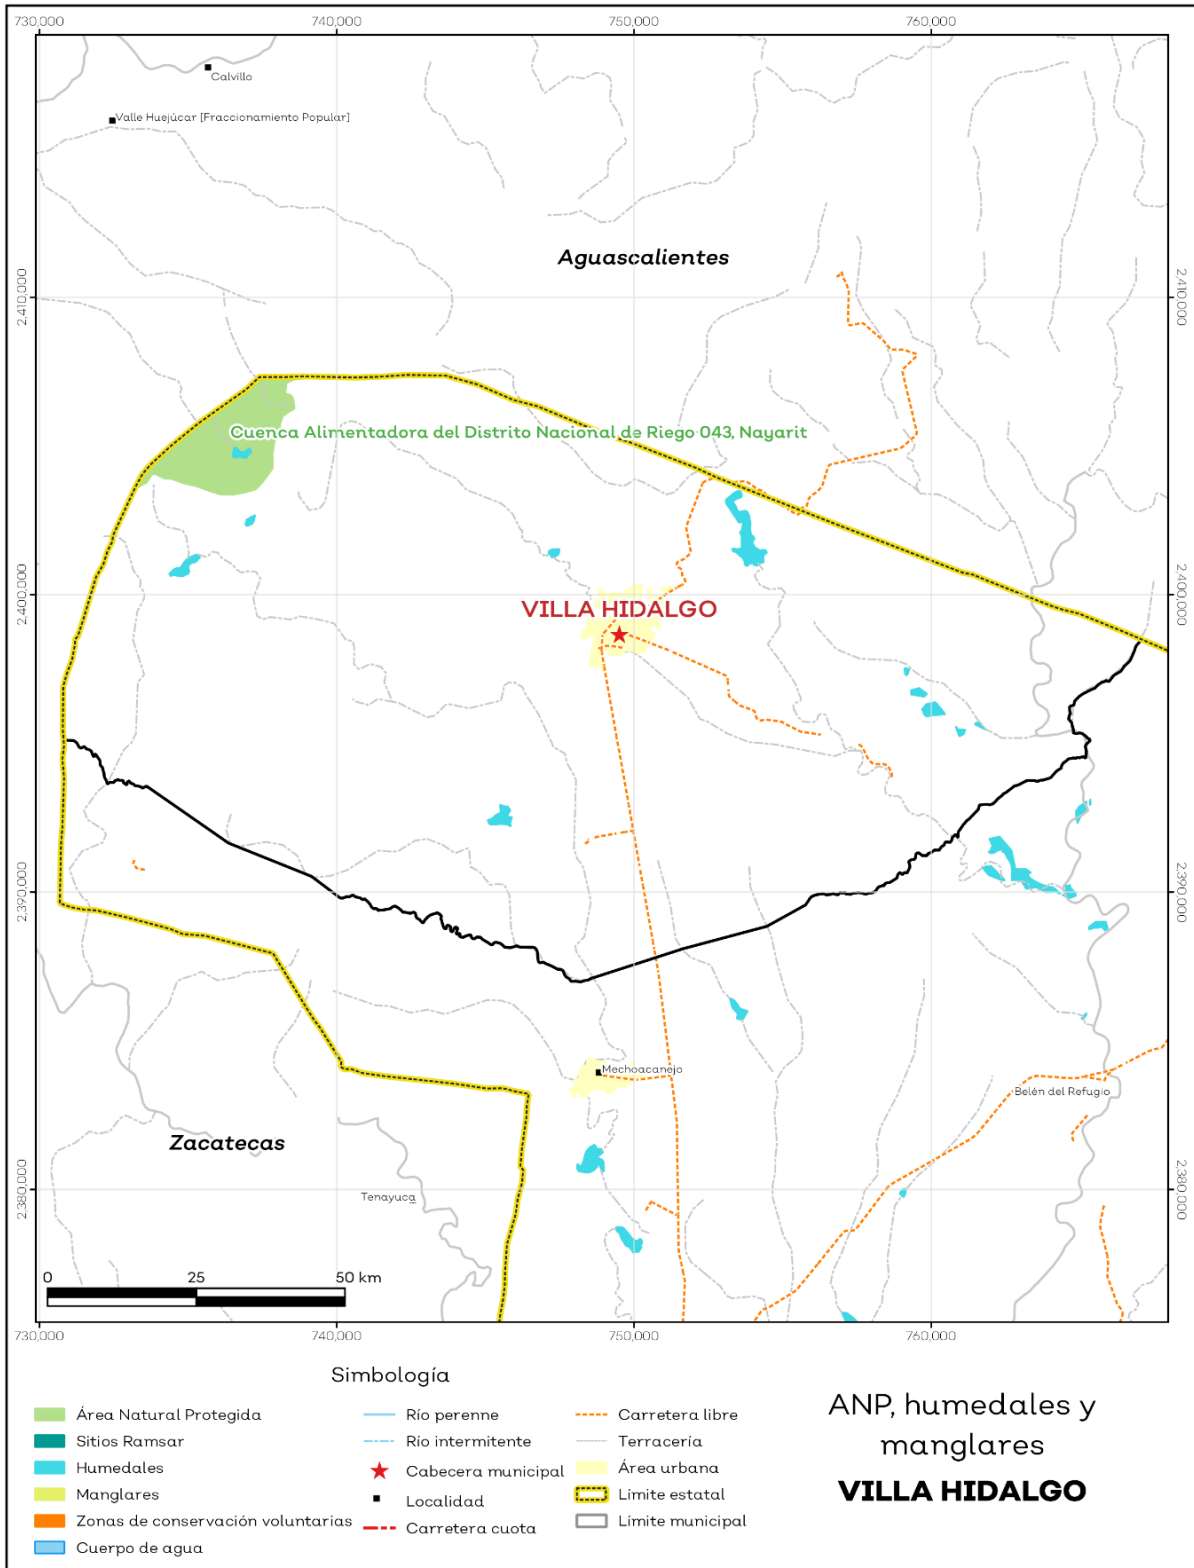 730,000 740,000 750,000 760,000
Calvillo
Valle Huejúcar [Fraccionamiento Popular]
Aguascalientes
2,410,000 2,410,000
Cuenca Alimentadora del Distrito Nacional de Riego 043, Nayarit
2,400,000 2,400,000
VILLA HIDALGO
2,390,000 2,390,000
Mechoacanejo
Belén del Refugio
Zacatecas
Tenayuca
2,380,000 2,380,000
0 25 50 km
730,000 740,000 750,000 760,000
Simbología
Área Natural Protegida
Sitios Ramsar
Humedales
Manglares
Zonas de conservación voluntarias
Cuerpo de agua
Río perenne
Río intermitente
Cabecera municipal
Localidad
Carretera cuota
Carretera libre
Terracería
Área urbana
Límite estatal
Límite municipal
ANP, humedales y
manglares
VILLA HIDALGO